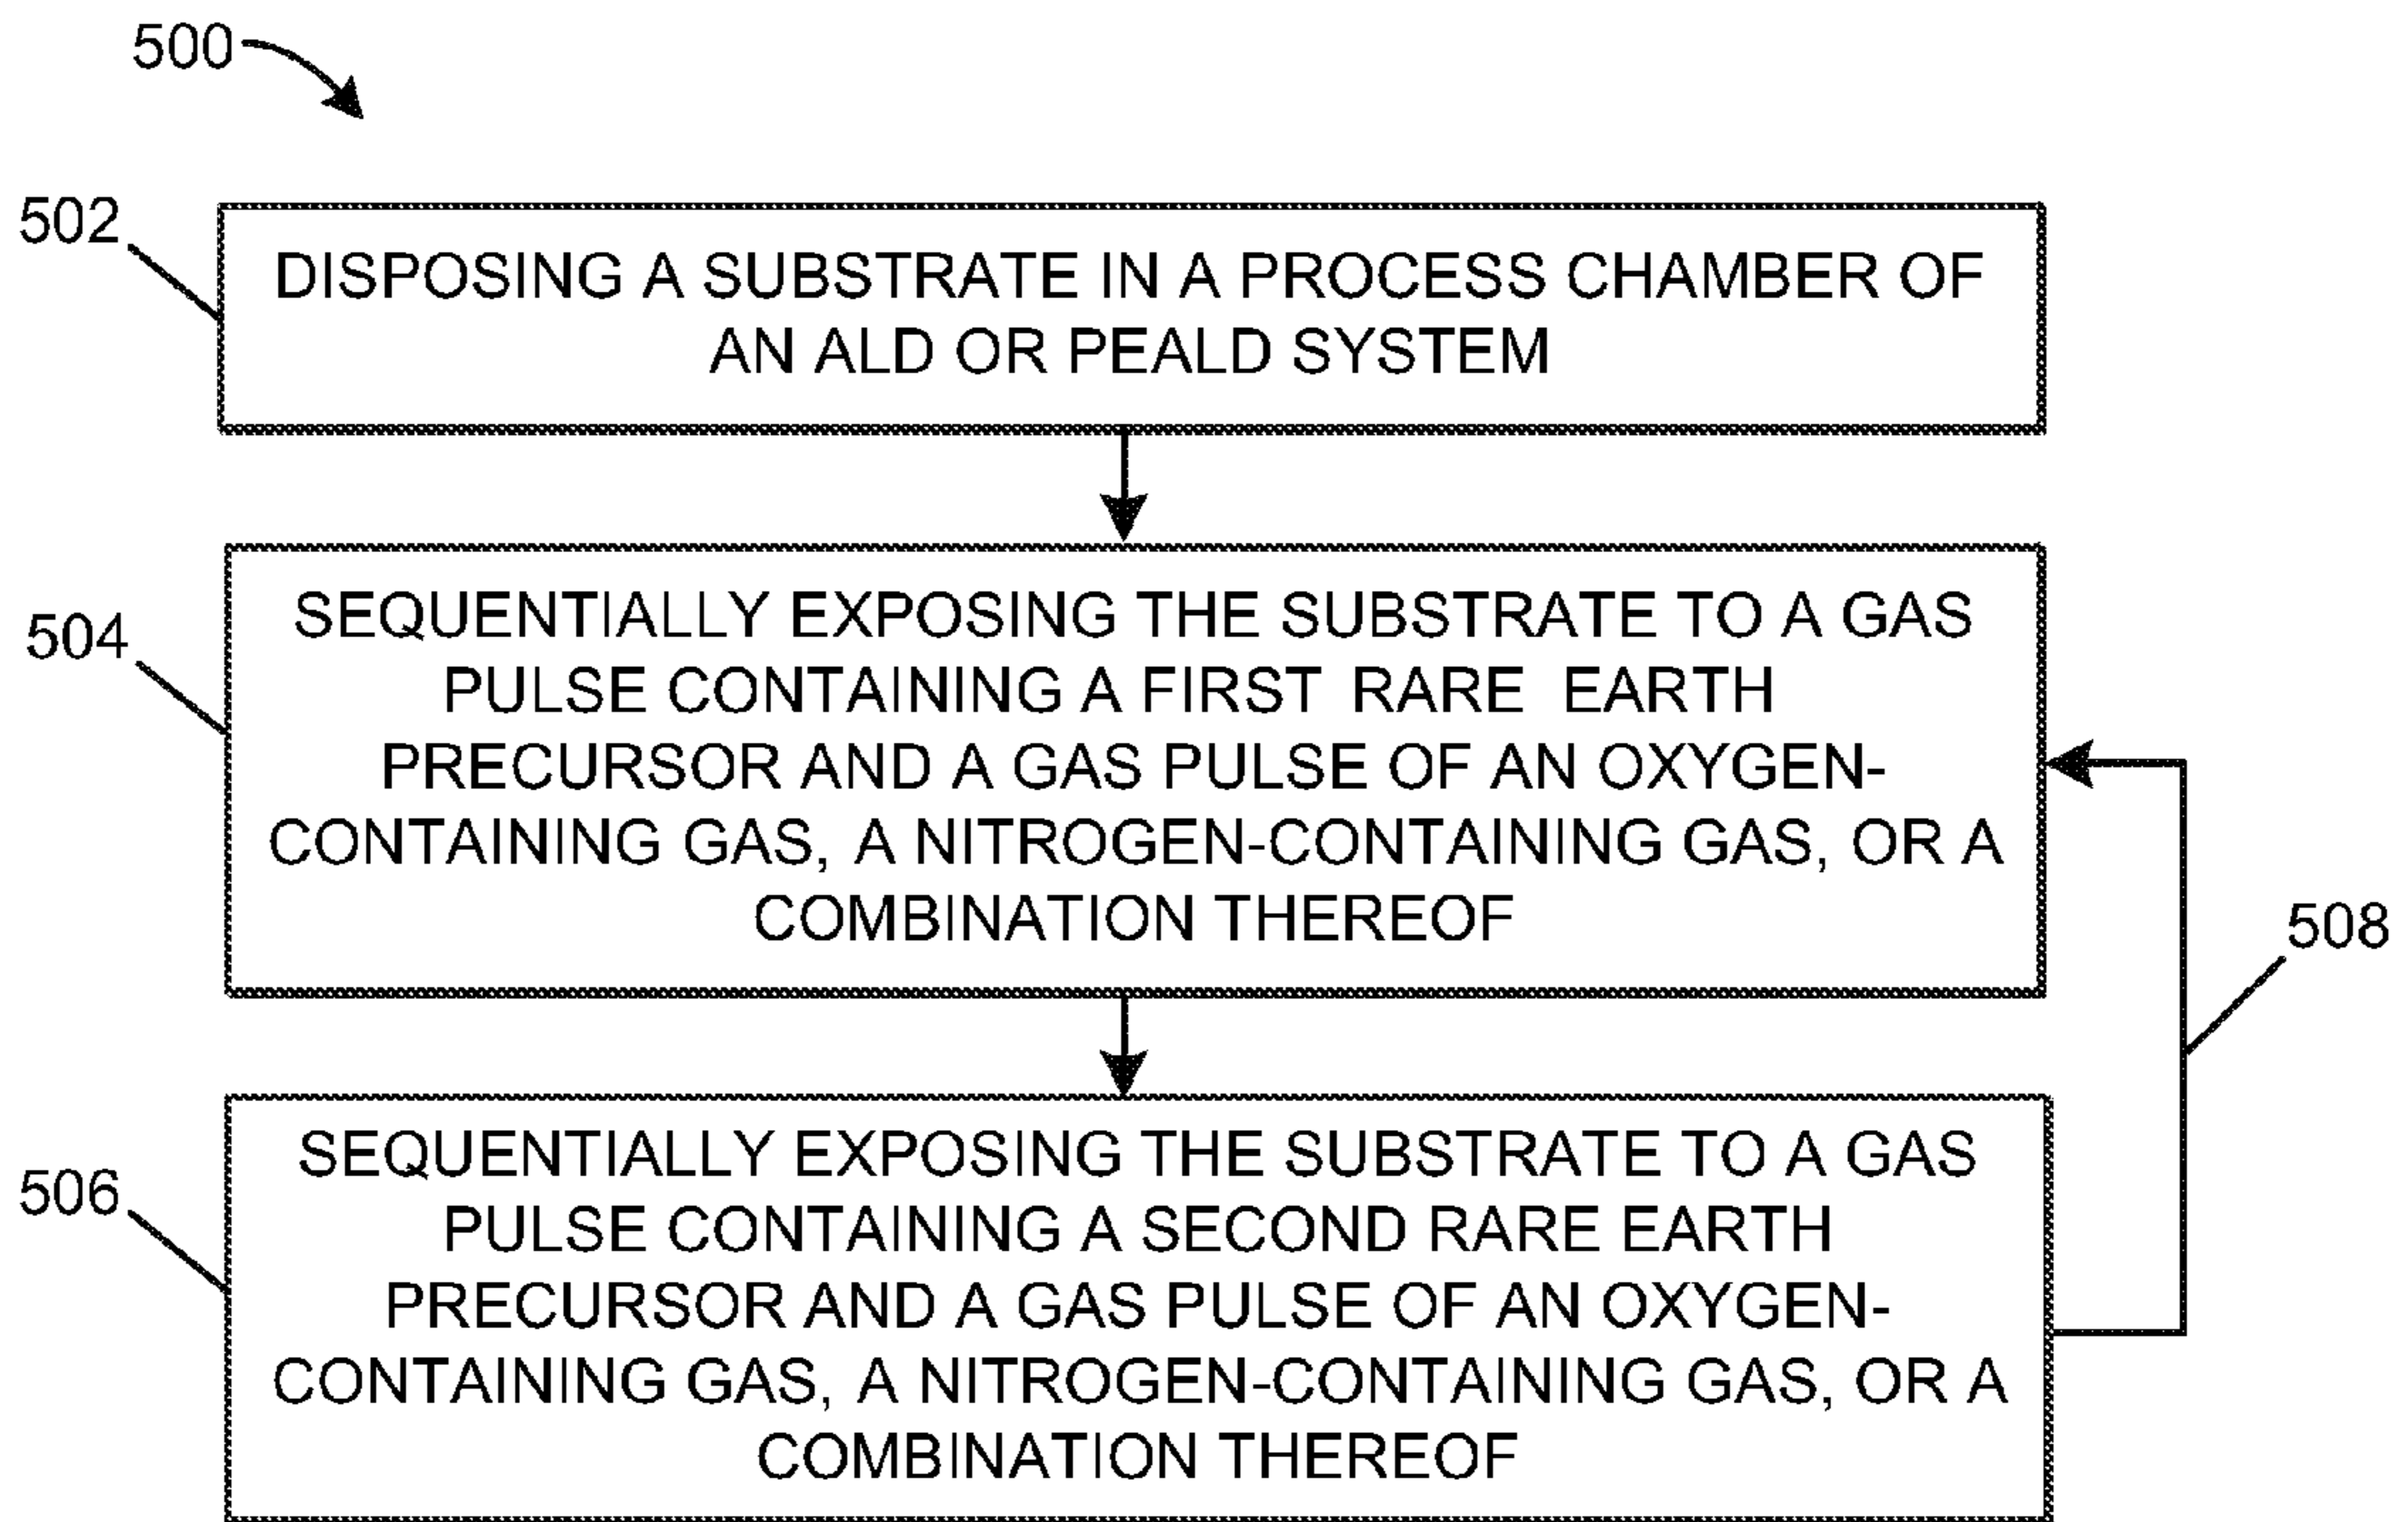 500
502
DISPOSING A SUBSTRATE IN A PROCESS CHAMBER OF
AN ALD OR PEALD SYSTEM
504
SEQUENTIALLY EXPOSING THE SUBSTRATE TO A GAS
PULSE CONTAINING A FIRST RARE EARTH
PRECURSOR AND A GAS PULSE OF AN OXYGEN-
CONTAINING GAS, A NITROGEN-CONTAINING GAS, OR A
COMBINATION THEREOF
508
506
SEQUENTIALLY EXPOSING THE SUBSTRATE TO A GAS
PULSE CONTAINING A SECOND RARE EARTH
PRECURSOR AND A GAS PULSE OF AN OXYGEN-
CONTAINING GAS, A NITROGEN-CONTAINING GAS, OR A
COMBINATION THEREOF